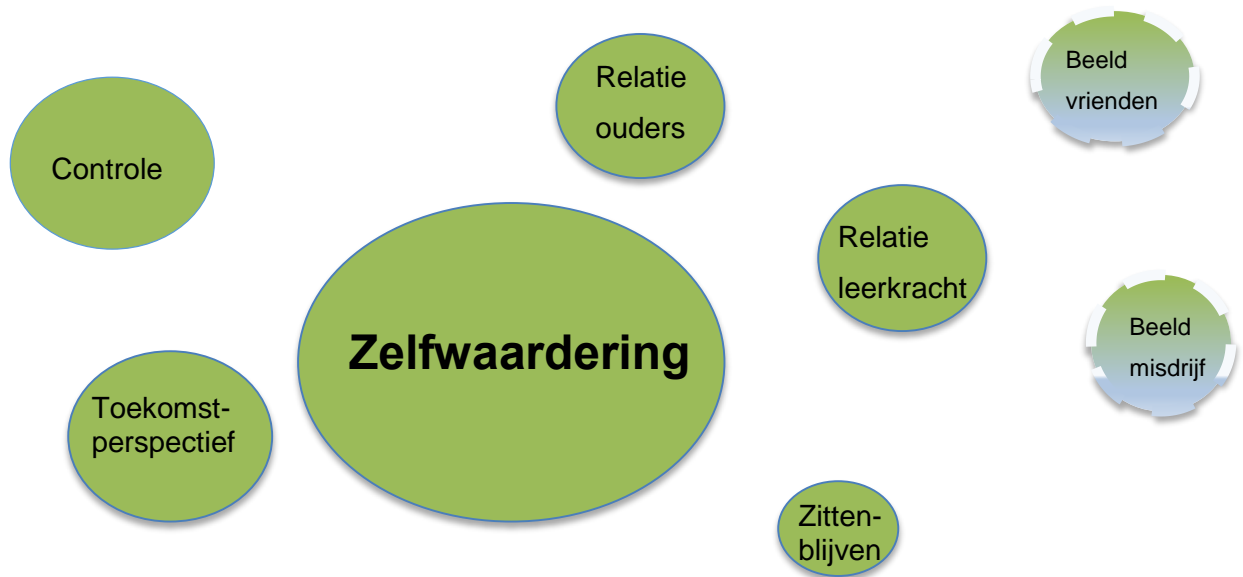 Relatie
ouders
Beeld
vrienden
Controle
Relatie
leerkracht
Zelfwaardering
Beeld
misdrijf
Toekomst-
perspectief
Zitten-
blijven